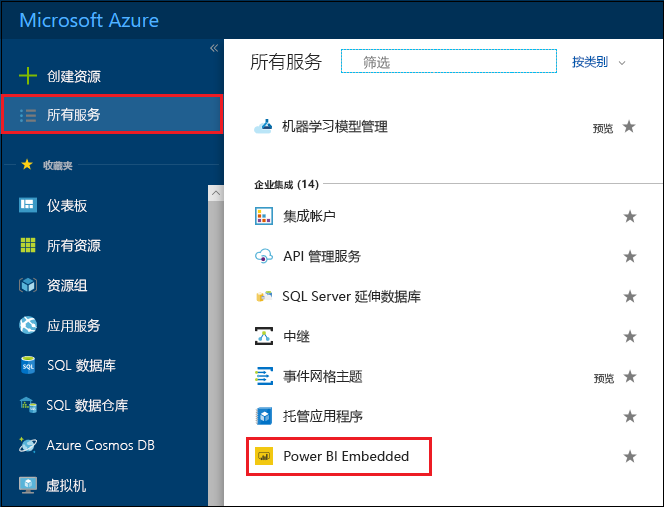 Microsoft Azure
创建资源
所有服务
收藏夹
仪表板
所有资源
资源组
应用服务
SQL 数据库
SQL 数据仓库
Azure Cosmos DB
虚拟机
所有服务
筛选
按类别
机器学习模型管理 预览
企业集成 (14)
集成帐户
API 管理服务
SQL Server 延伸数据库
中继
事件网格主题 预览
托管应用程序
Power BI Embedded